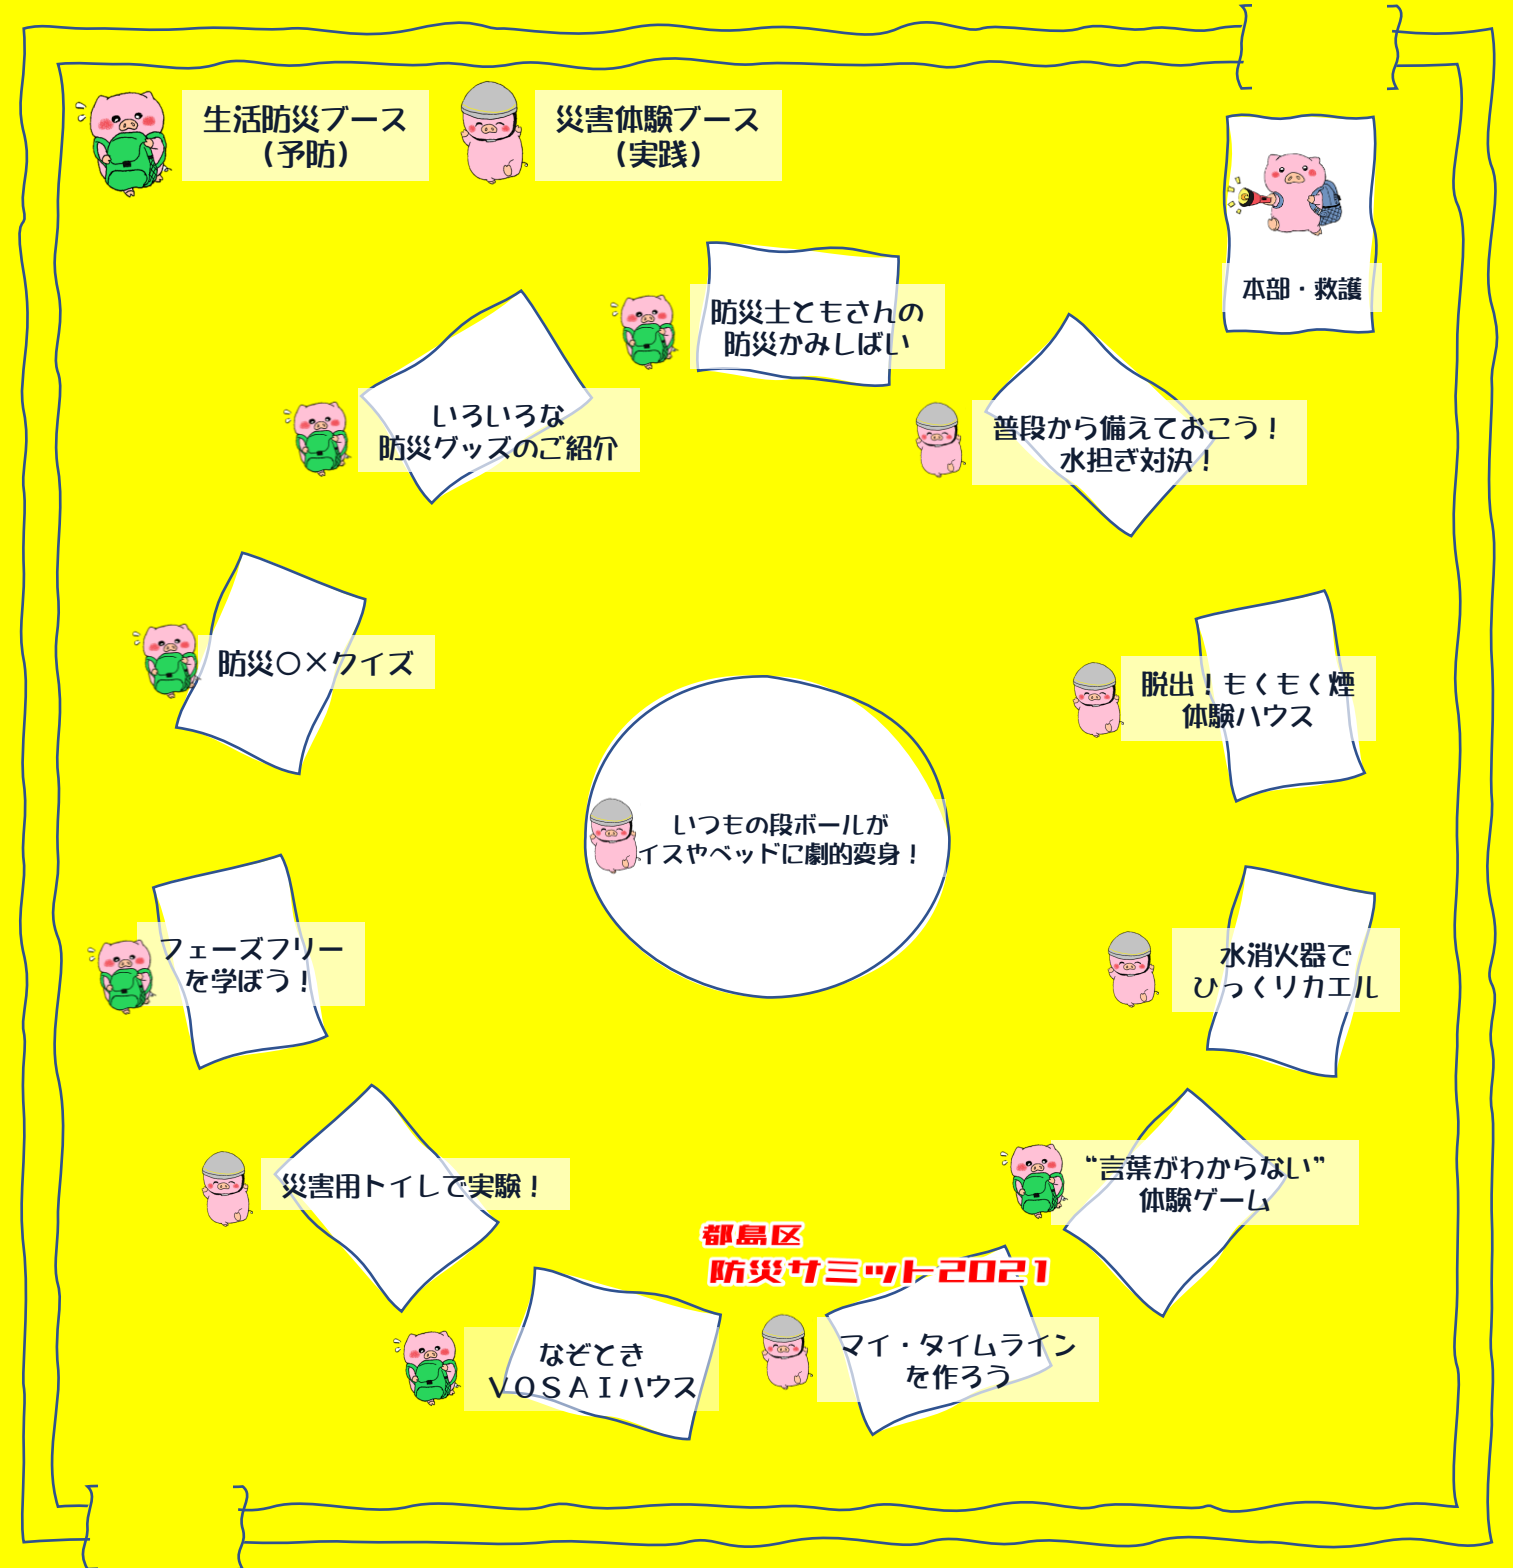 生活防災ブース
（予防）
災害体験ブース
（実践）
本部・救護
防災士ともさんの
防災かみしばい
いろいろな
防災グッズのご紹介
普段から備えておこう！
水担ぎ対決！
防災〇×クイズ
脱出！もくもく煙
体験ハウス
いつもの段ボールが
イスやベッドに劇的変身！
フェーズフリー
を学ぼう！
水消火器で
ひっくりカエル
災害用トイレで実験！
“言葉がわからない”
体験ゲーム
都島区
防災サミット2021
なぞとき
ＶＯＳＡＩハウス
マイ・タイムライン
を作ろう